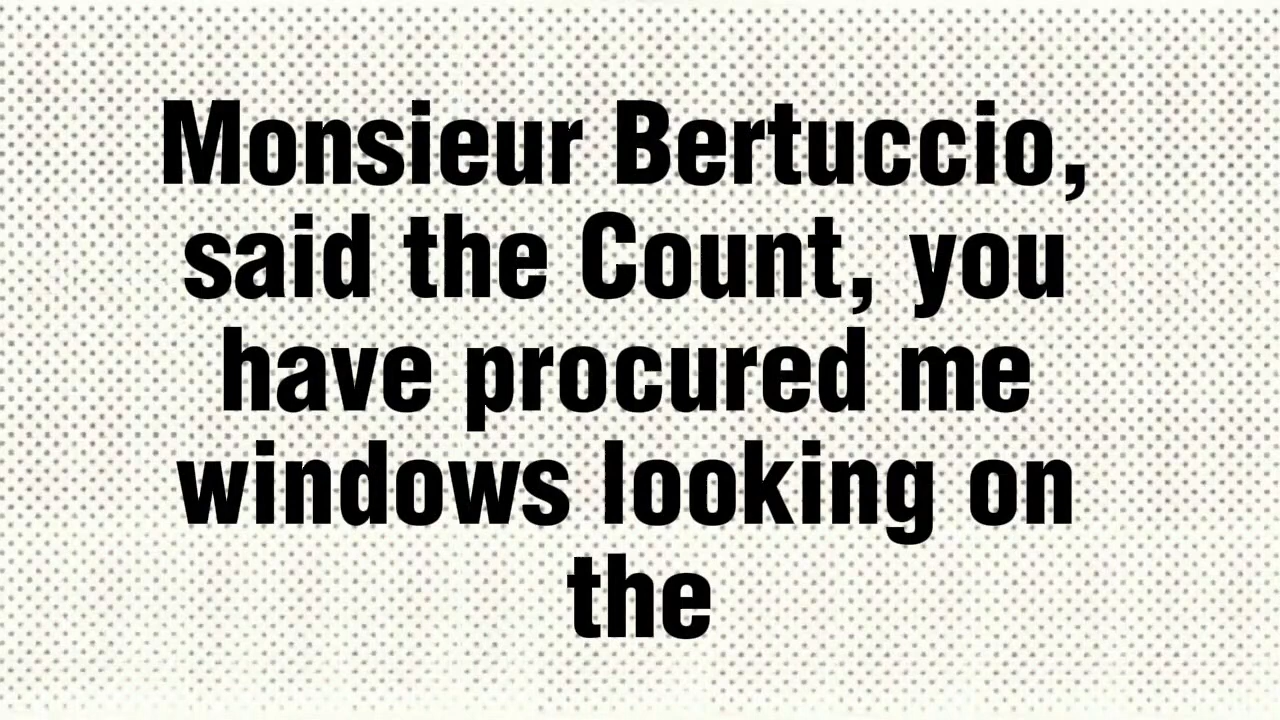 Monsieur Bertuccio,
said the Count, you
have procured me
windows looking on
the